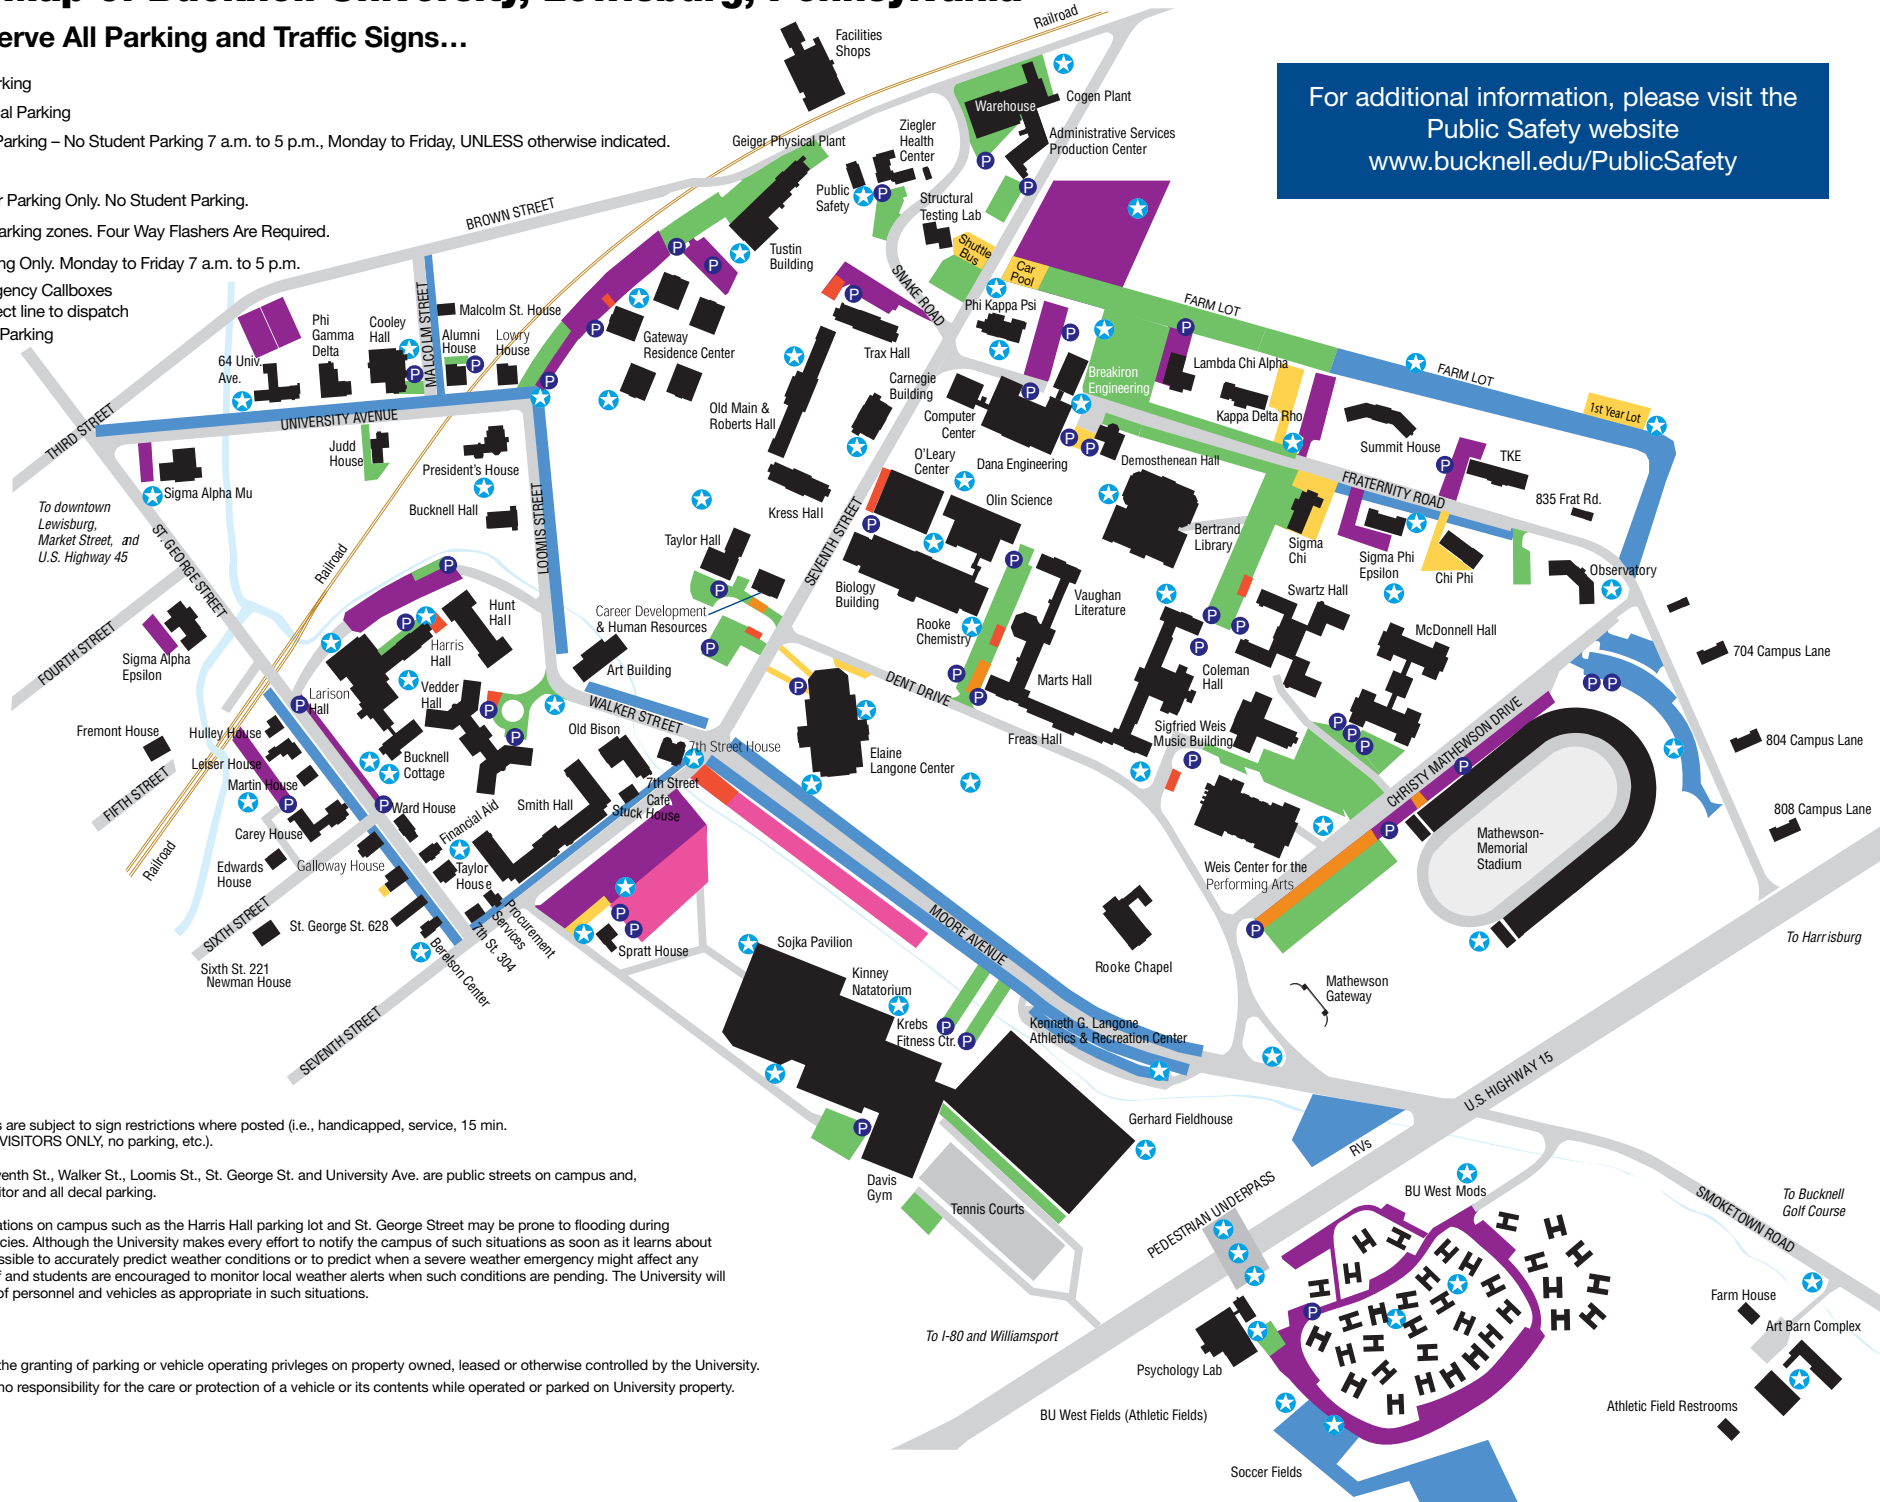 erve All Parking and Traffic Signs...
rking
al Parking
Parking – No Student Parking 7 a.m. to 5 p.m., Monday to Friday, UNLESS otherwise indicated.
r Parking Only. No Student Parking.
arking zones. Four Way Flashers Are Required.
ng Only. Monday to Friday 7 a.m. to 5 p.m.
gency Callboxes
ect line to dispatch
Parking
For additional information, please visit the
Public Safety website
www.bucknell.edu/PublicSafety
Railroad
Facilities
Shops
Warehouse
Cogen Plant
Administrative Services
Production Center
Ziegler
Health
Center
Geiger Physical Plant
Public
Safety
Structural
Testing Lab
Shuttle
Bus
Car
Pool
BROWN STREET
Tustin
Building
SNAKE ROAD
Phi Kappa Psi
FARM LOT
FARM LOT
1st Year Lot
MALCOLM STREET
Malcolm St. House
Phi
Gamma
Delta
Cooley
Hall
Alumni
House
Lowry
House
64 Univ.
Ave.
Gateway
Residence Center
Trax Hall
Carnegie
Building
Breakiron
Engineering
Lambda Chi Alpha
Kappa Delta Rho
Summit House
TKE
835 Frat Rd.
THIRD STREET
UNIVERSITY AVENUE
Old Main &
Roberts Hall
Computer
Center
Dana Engineering
Demosthenean Hall
FRATERNITY ROAD
Judd
House
President's House
Bucknell Hall
LOOMIS STREET
O'Leary
Center
Olin Science
Kress Hall
SEVENTH STREET
Sigma Alpha Mu
To downtown
Lewisburg,
Market Street, and
U.S. Highway 45
ST. GEORGE STREET
Railroad
Taylor Hall
Biology
Building
Bertrand
Library
Sigma
Chi
Sigma Phi
Epsilon
Chi Phi
Observatory
Career Development
& Human Resources
Rooke
Chemistry
Vaughan
Literature
Swartz Hall
McDonnell Hall
704 Campus Lane
FOURTH STREET
Sigma Alpha
Epsilon
Hunt
Hall
Harris
Hall
Art Building
Larison
Hall
Vedder
Hall
WALKER STREET
DENT DRIVE
Marts Hall
Coleman
Hall
Freas Hall
Sigfried Weis
Music Building
CHRISTY MATHEWSON DRIVE
804 Campus Lane
808 Campus Lane
Fremont House
Hulley House
Leiser House
Martin House
Carey House
Edwards
House
FIFTH STREET
Railroad
Bucknell
Cottage
Old Bison
7th Street House
7th Street
Café
Stuck House
Elaine
Langone Center
Ward House
Financial Aid
Smith Hall
Galloway House
Taylor
House
St. George St. 628
SIXTH STREET
Sixth St. 221
Newman House
Berelson Center
7th St. 304
Procurement
Services
Spratt House
SEVENTH STREET
MOORE AVENUE
Weis Center for the
Performing Arts
Mathewson-
Memorial
Stadium
To Harrisburg
Rooke Chapel
Mathewson
Gateway
Sojka Pavilion
Kinney
Natatorium
Krebs
Fitness Ctr.
Kenneth G. Langone
Athletics & Recreation Center
U.S. HIGHWAY 15
Gerhard Fieldhouse
RVs
Davis
Gym
Tennis Courts
PEDESTRIAN UNDERPASS
BU West Mods
SMOKETOWN ROAD
To Bucknell
Golf Course
Farm House
Art Barn Complex
To I-80 and Williamsport
Psychology Lab
BU West Fields (Athletic Fields)
Athletic Field Restrooms
Soccer Fields
s are subject to sign restrictions where posted (i.e., handicapped, service, 15 min.
VISITORS ONLY, no parking, etc.).
venth St., Walker St., Loomis St., St. George St. and University Ave. are public streets on campus and,
itor and all decal parking.
ations on campus such as the Harris Hall parking lot and St. George Street may be prone to flooding during
cies. Although the University makes every effort to notify the campus of such situations as soon as it learns about
ssible to accurately predict weather conditions or to predict when a severe weather emergency might affect any
f and students are encouraged to monitor local weather alerts when such conditions are pending. The University will
of personnel and vehicles as appropriate in such situations.
the granting of parking or vehicle operating privleges on property owned, leased or otherwise controlled by the University.
no responsibility for the care or protection of a vehicle or its contents while operated or parked on University property.